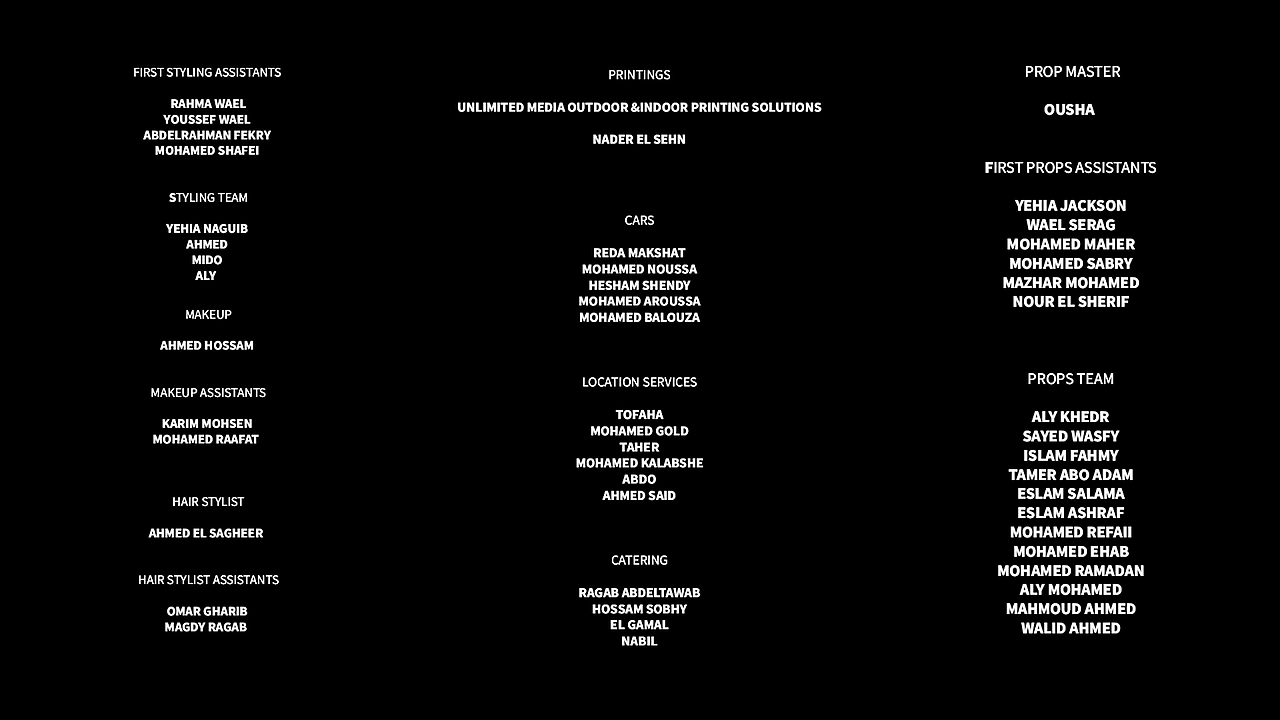 FIRST STYLING ASSISTANTS
RAHMA WAEL
YOUSSEF WAEL
ABDELRAHMAN FEKRY
MOHAMED SHAFEI
STYLING TEAM
YEHIA NAGUIB
AHMED
MIDO
ALY
MAKEUP
AHMED HOSSAM
MAKEUP ASSISTANTS
KARIM MOHSEN
MOHAMED RAAFAT
HAIR STYLIST
AHMED EL SAGHEER
HAIR STYLIST ASSISTANTS
OMAR GHARIB
MAGDY RAGAB
PRINTINGS
UNLIMITED MEDIA OUTDOOR &INDOOR PRINTING SOLUTIONS
NADER EL SEHN
CARS
REDA MAKSHAT
MOHAMED NOUSSA
HESHAM SHENDY
MOHAMED AROUSSA
MOHAMED BALOUZA
LOCATION SERVICES
TOFAHA
MOHAMED GOLD
TAHER
MOHAMED KALABSHE
ABDO
AHMED SAID
CATERING
RAGAB ABDELTAWAB
HOSSAM SOBHY
EL GAMAL
NABIL
PROP MASTER
OUSHA
FIRST PROPS ASSISTANTS
YEHIA JACKSON
WAEL SERAG
MOHAMED MAHER
MOHAMED SABRY
MAZHAR MOHAMED
NOUR EL SHERIF
PROPS TEAM
ALY KHEDR
SAYED WASFY
ISLAM FAHMY
TAMER ABO ADAM
ESLAM SALAMA
ESLAM ASHRAF
MOHAMED REFAII
MOHAMED EHAB
MOHAMED RAMADAN
ALY MOHAMED
MAHMOUD AHMED
WALID AHMED